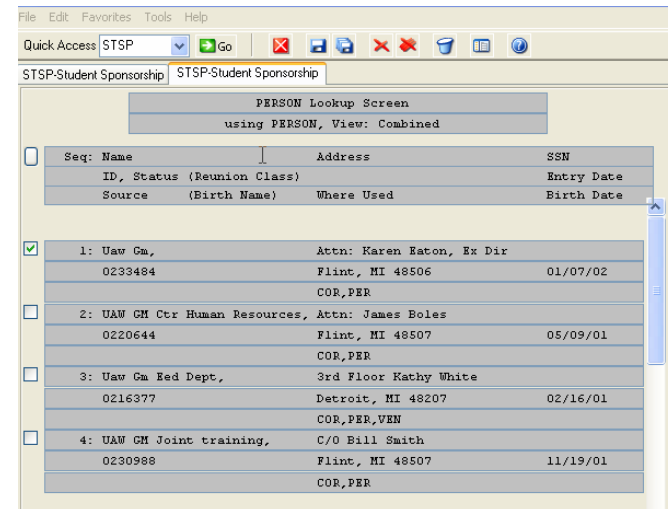 File Edit Favorites Tools Help
Quick Access STSP Go
STSP-Student Sponsorship STSP-Student Sponsorship
PERSON Lookup Screen
using PERSON, View: Combined
Seq: Name Address SSN
ID, Status (Reunion Class) Entry Date
Source (Birth Name) Where Used Birth Date
1: Uaw Gm, Attn: Karen Eaton, Ex Dir
0233484 Flint, MI 48506 01/07/02
COR,PER
2: UAW GM Ctr Human Resources, Attn: James Boles
0220644 Flint, MI 48507 05/09/01
COR,PER
3: Uaw Gm Eed Dept, 3rd Floor Kathy White
0216377 Detroit, MI 48207 02/16/01
COR,PER,VEN
4: UAW GM Joint training, C/O Bill Smith
0230988 Flint, MI 48507 11/19/01
COR,PER